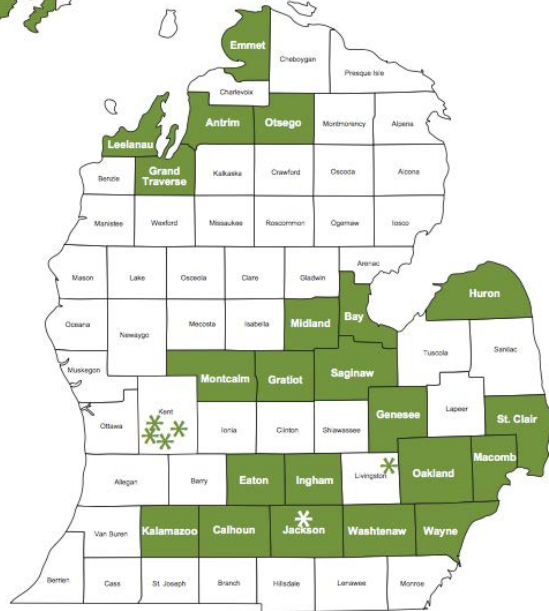 Emmet
Cheboygan
Presque Isle
Charlevoix
Antrim
Otsego
Montmorency
Alpena
Leelanau
Grand
Traverse
Benzie
Kalkaska
Crawford
Oscoda
Alcona
Manistee
Wexford
Missaukee
Roscommon
Ogemaw
Iosco
Arenac
Mason
Lake
Osceola
Clare
Gladwin
Huron
Bay
Midland
Oceana
Newaygo
Mecosta
Isabella
Tuscola
Sanilac
Saginaw
Muskegon
Montcalm
Gratiot
Kent
Genesee
Lapeer
St. Clair
Ottawa
Ionia
Clinton
Shiawassee
Macomb
Oakland
Livingston
Allegan
Barry
Eaton
Ingham
Van Buren
Kalamazoo
Calhoun
Jackson
Washtenaw
Wayne
Berrien
Cass
St. Joseph
Branch
Hillsdale
Lenawee
Monroe